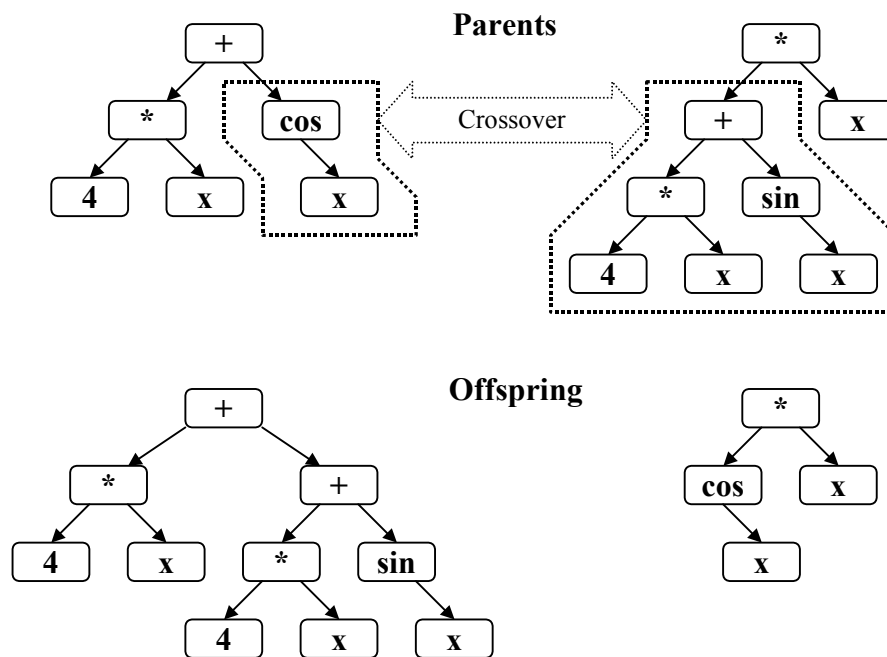 Parents
+
*
*
cos
Crossover
+
x
4
x
x
*
sin
4
x
x
Offspring
+
*
*
+
cos
x
4
x
*
sin
x
4
x
x